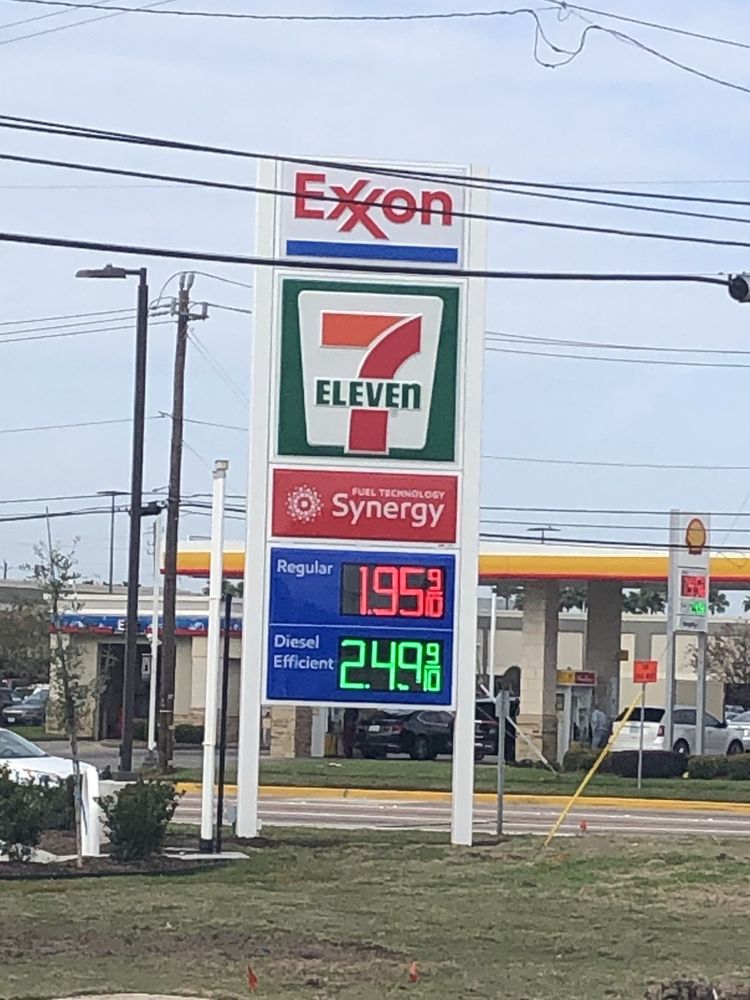 Exxon
7
ELEVEn
FUEL TECHNOLOGY
Synergy
Regular
1.95 9/10
Diesel
Efficient
2.49 9/10